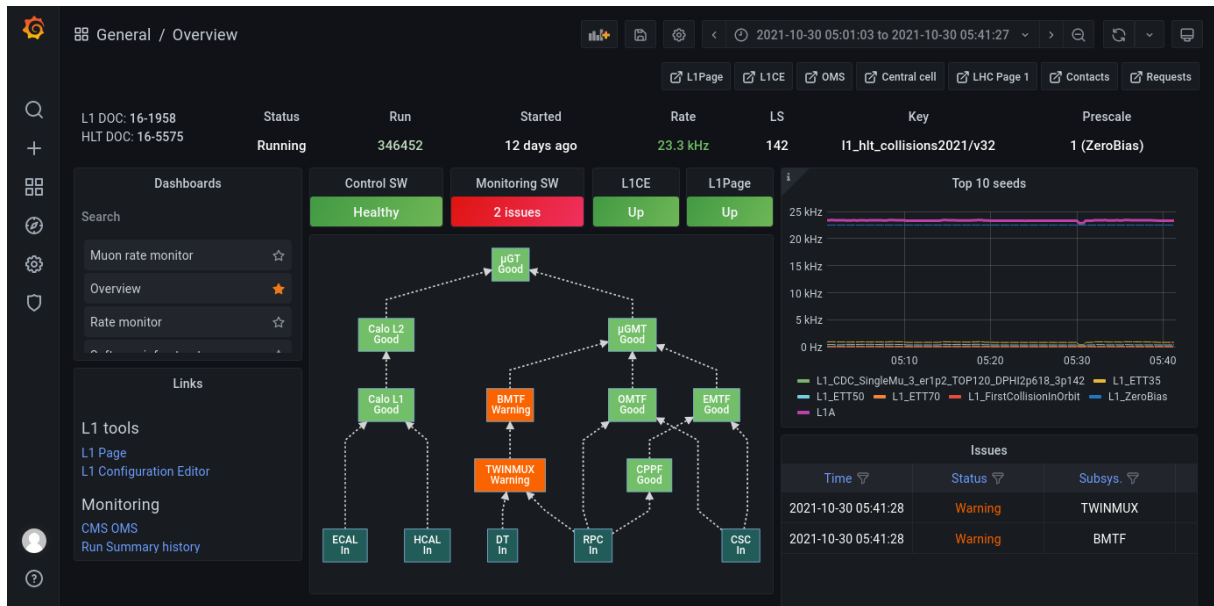 General / Overview
2021-10-30 05:01:03 to 2021-10-30 05:41:27
L1Page
L1CE
OMS
Central cell
LHC Page 1
Contacts
Requests
L1 DOC: 16-1958
HLT DOC: 16-5575
Status
Running
Run
346452
Started
12 days ago
Rate
23.3 kHz
LS
142
Key
l1_hlt_collisions2021/v32
Prescale
1 (ZeroBias)
Dashboards
Search
Muon rate monitor
Overview
Rate monitor
Links
L1 tools
L1 Page
L1 Configuration Editor
Monitoring
CMS OMS
Run Summary history
Control SW
Healthy
Monitoring SW
2 issues
L1CE
Up
L1Page
Up
µGT
Good
Calo L2
Good
µGMT
Good
Calo L1
Good
BMTF
Warning
OMTF
Good
EMTF
Good
TWINMUX
Warning
CPPF
Good
ECAL
In
HCAL
In
DT
In
RPC
In
CSC
In
Top 10 seeds
25 kHz
20 kHz
15 kHz
10 kHz
5 kHz
0 Hz
05:10
05:20
05:30
05:40
L1_CDC_SingleMu_3_er1p2_TOP120_DPHI2p618_3p142 L1_ETT35
L1_ETT50 L1_ETT70 L1_FirstCollisionInOrbit L1_ZeroBias
L1A
Issues
Time Status Subsys.
2021-10-30 05:41:28 Warning TWINMUX
2021-10-30 05:41:28 Warning BMTF